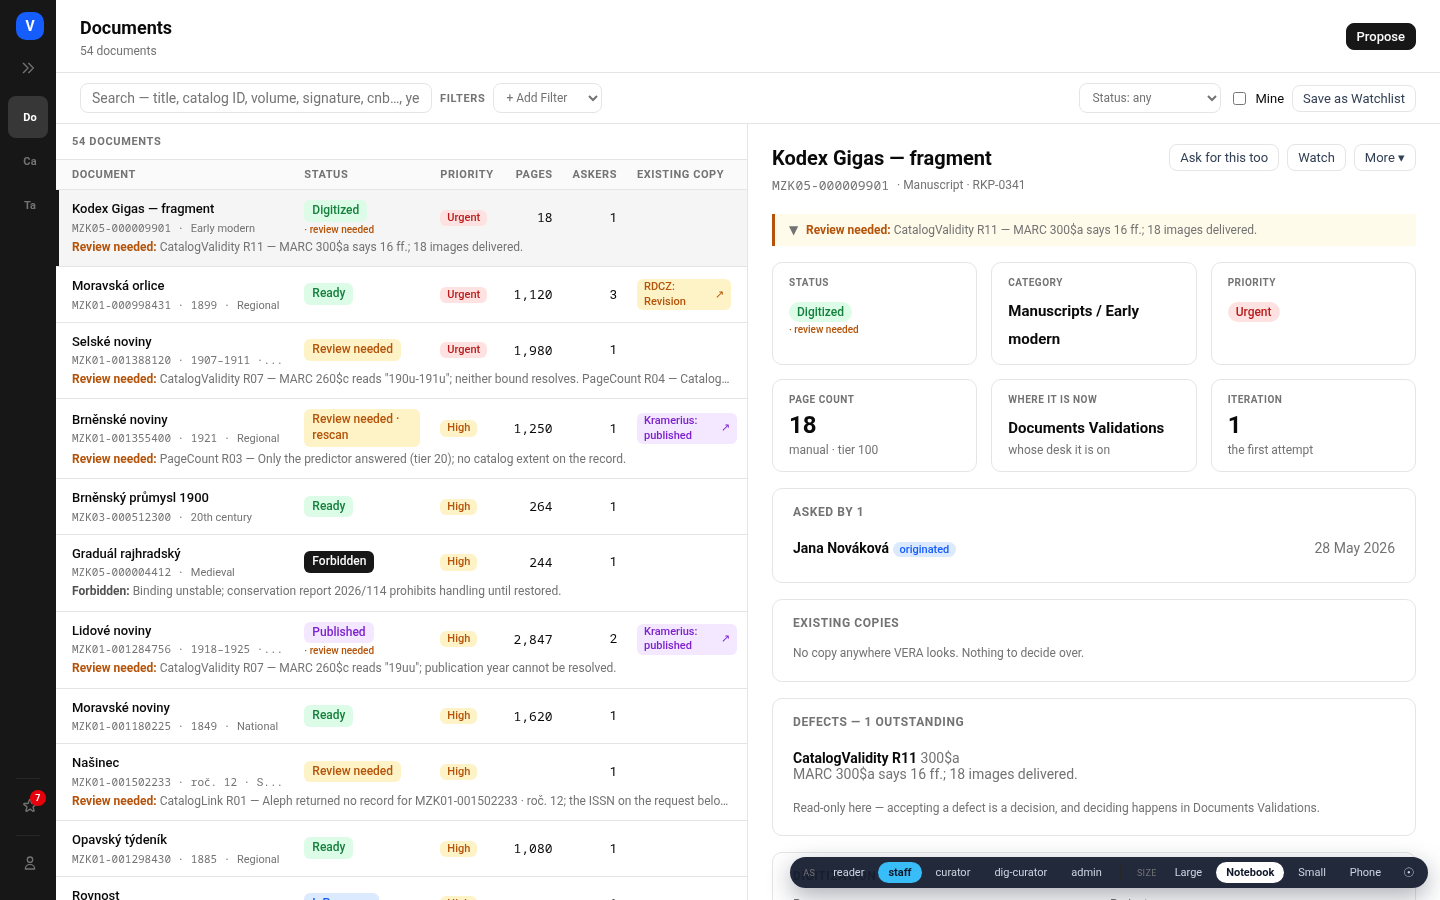 V
Documents
54 documents
Propose
Search — title, catalog ID, volume, signature, cnb..., ye
FILTERS
+ Add Filter
Status: any
Mine
Save as Watchlist
Do
Ca
Ta
7
54 DOCUMENTS
DOCUMENT STATUS PRIORITY PAGES ASKERS EXISTING COPY
Kodex Gigas — fragment
MZK05-000009901 · Early modern
Digitized
· review needed
Urgent
18
1
Review needed: CatalogValidity R11 — MARC 300$a says 16 ff.; 18 images delivered.
Moravská orlice
MZK01-000998431 · 1899 · Regional
Ready
Urgent
1,120
3
RDCZ:
Revision ↗
Selské noviny
MZK01-001388120 · 1907–1911 ·...
Review needed
Urgent
1,980
1
Review needed: CatalogValidity R07 — MARC 260$c reads "190u-191u"; neither bound resolves. PageCount R04 — Catalog...
Brněnské noviny
MZK01-001355400 · 1921 · Regional
Review needed ·
rescan
High
1,250
1
Kramerius:
published ↗
Review needed: PageCount R03 — Only the predictor answered (tier 20); no catalog extent on the record.
Brněnský průmysl 1900
MZK03-000512300 · 20th century
Ready
High
264
1
Graduál rajhradský
MZK05-000004412 · Medieval
Forbidden
High
244
1
Forbidden: Binding unstable; conservation report 2026/114 prohibits handling until restored.
Lidové noviny
MZK01-001284756 · 1918–1925 ·...
Published
· review needed
High
2,847
2
Kramerius:
published ↗
Review needed: CatalogValidity R07 — MARC 260$c reads "19uu"; publication year cannot be resolved.
Moravské noviny
MZK01-001180225 · 1849 · National
Ready
High
1,620
1
Našinec
MZK01-001502233 · roč. 12 · S...
Review needed
High
1
Review needed: CatalogLink R01 — Aleph returned no record for MZK01-001502233 · roč. 12; the ISSN on the request belo...
Opavský týdeník
MZK01-001298430 · 1885 · Regional
Ready
High
1,080
1
Rovnost
Kodex Gigas — fragment
Ask for this too
Watch
More ▾
MZK05-000009901 · Manuscript · RKP-0341
▼ Review needed: CatalogValidity R11 — MARC 300$a says 16 ff.; 18 images delivered.
STATUS
Digitized
· review needed
CATEGORY
Manuscripts / Early
modern
PRIORITY
Urgent
PAGE COUNT
18
manual · tier 100
WHERE IT IS NOW
Documents Validations
whose desk it is on
ITERATION
1
the first attempt
ASKED BY 1
Jana Nováková originated
28 May 2026
EXISTING COPIES
No copy anywhere VERA looks. Nothing to decide over.
DEFECTS — 1 OUTSTANDING
CatalogValidity R11 300$a
MARC 300$a says 16 ff.; 18 images delivered.
Read-only here — accepting a defect is a decision, and deciding happens in Documents Validations.
AS reader staff curator dig-curator admin SIZE Large Notebook Small Phone